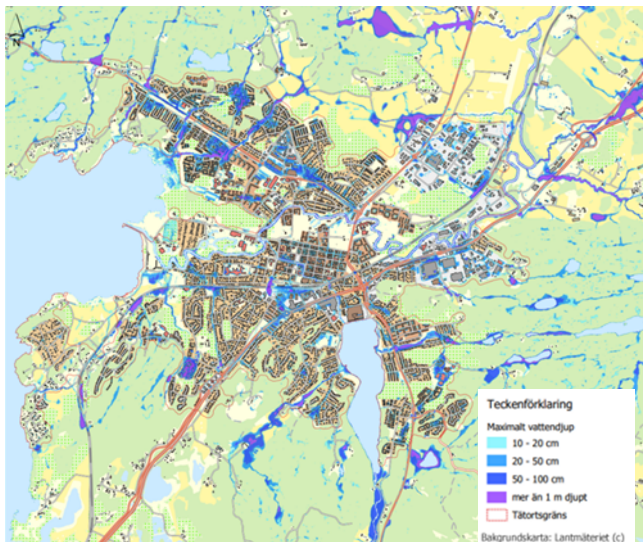 N
Teckenförklaring
Maximalt vattendjup
10 - 20 cm
20 - 50 cm
50 - 100 cm
mer än 1 m djupt
Tätortsgräns
Bakgrundskarta: Lantmäteriet (c)